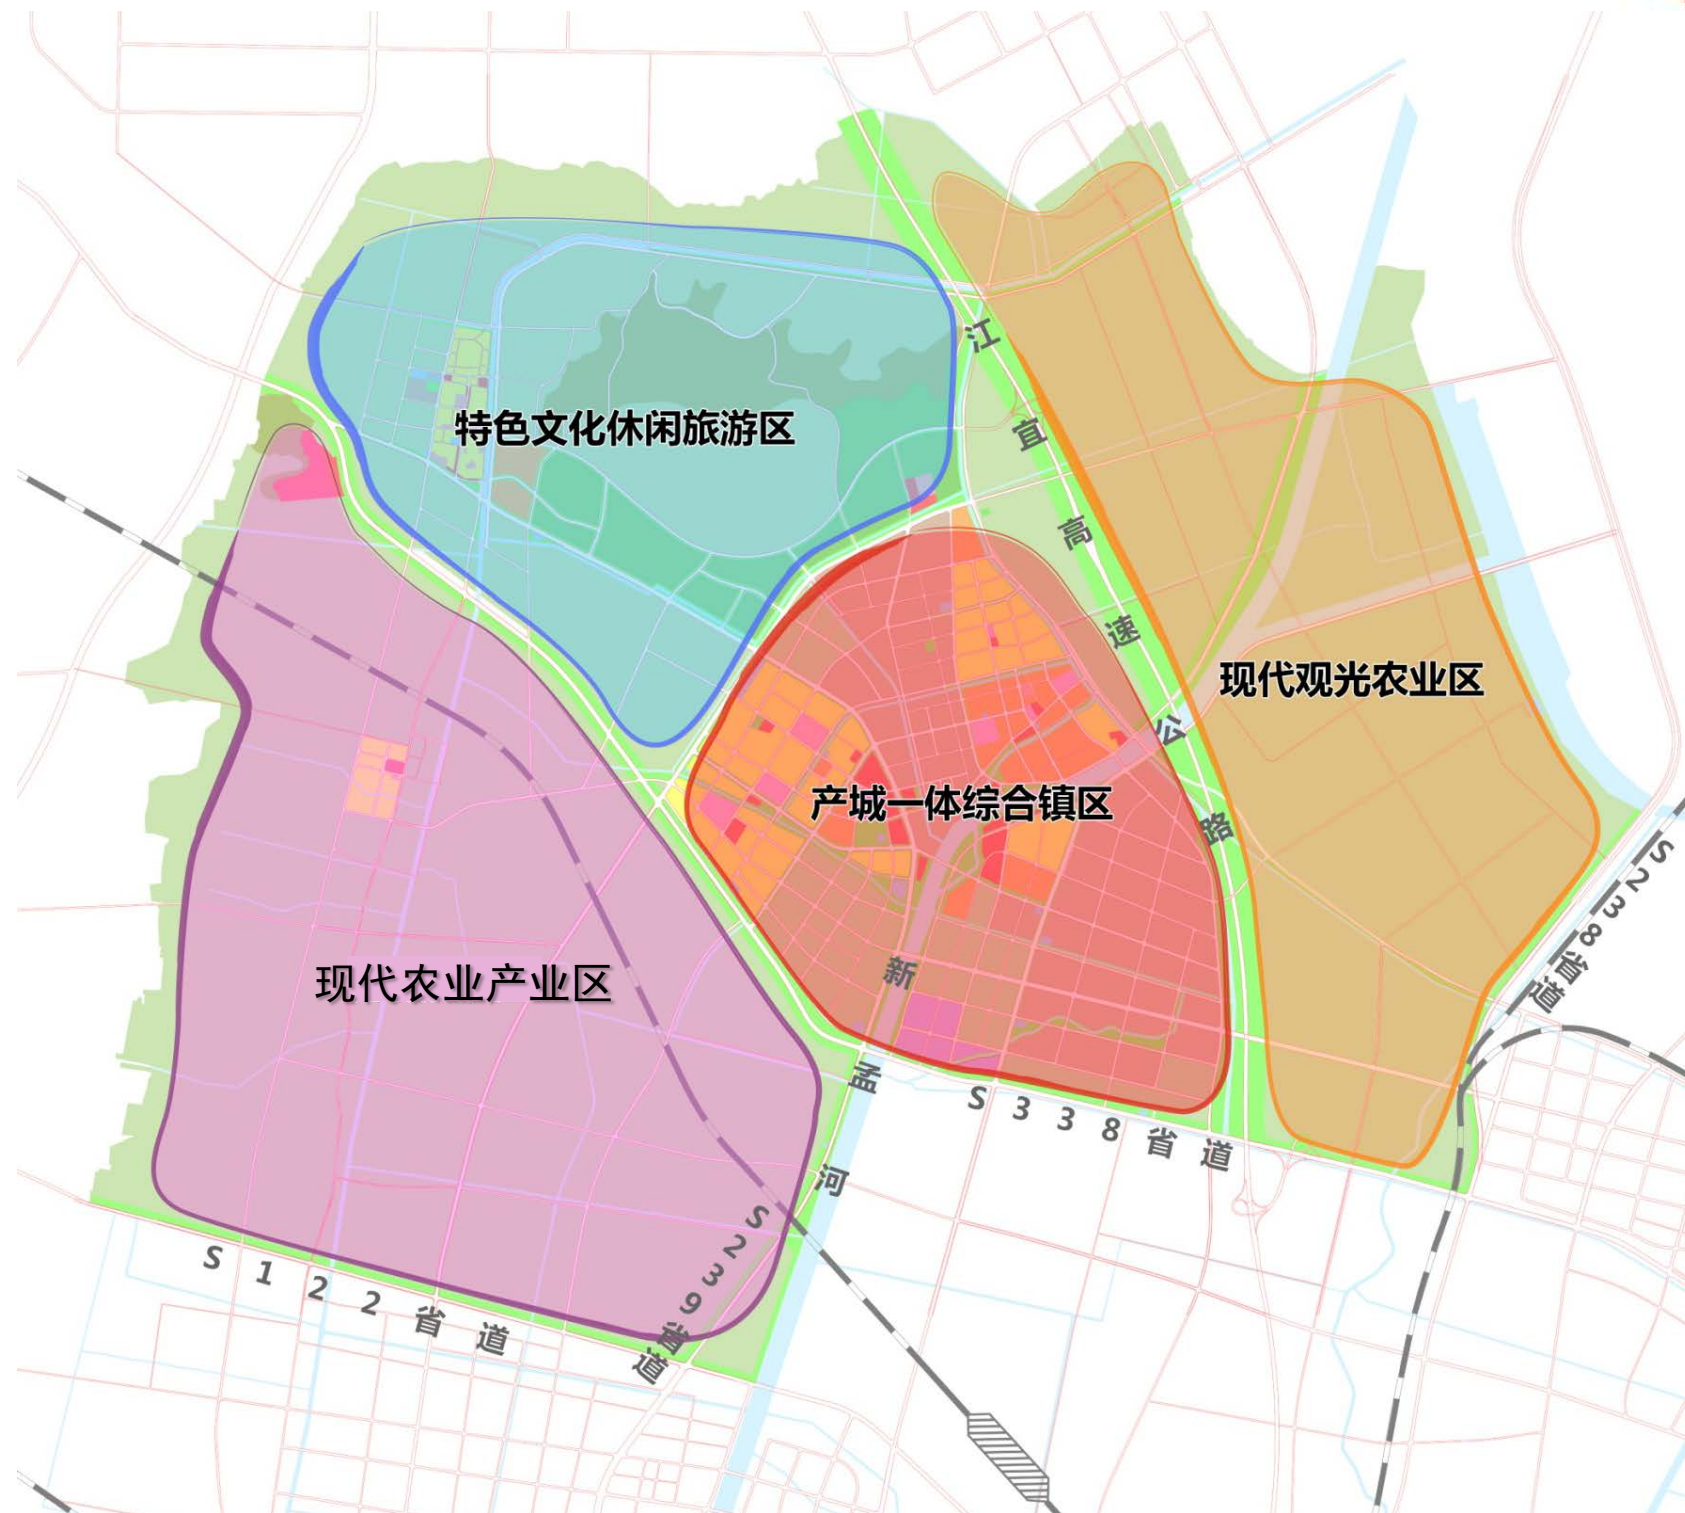 特色文化休闲旅游区
江宜高速公路
现代观光农业区
产城一体综合镇区
S238省道
现代农业产业区
新孟河
S338省道
S239省道
S122省道